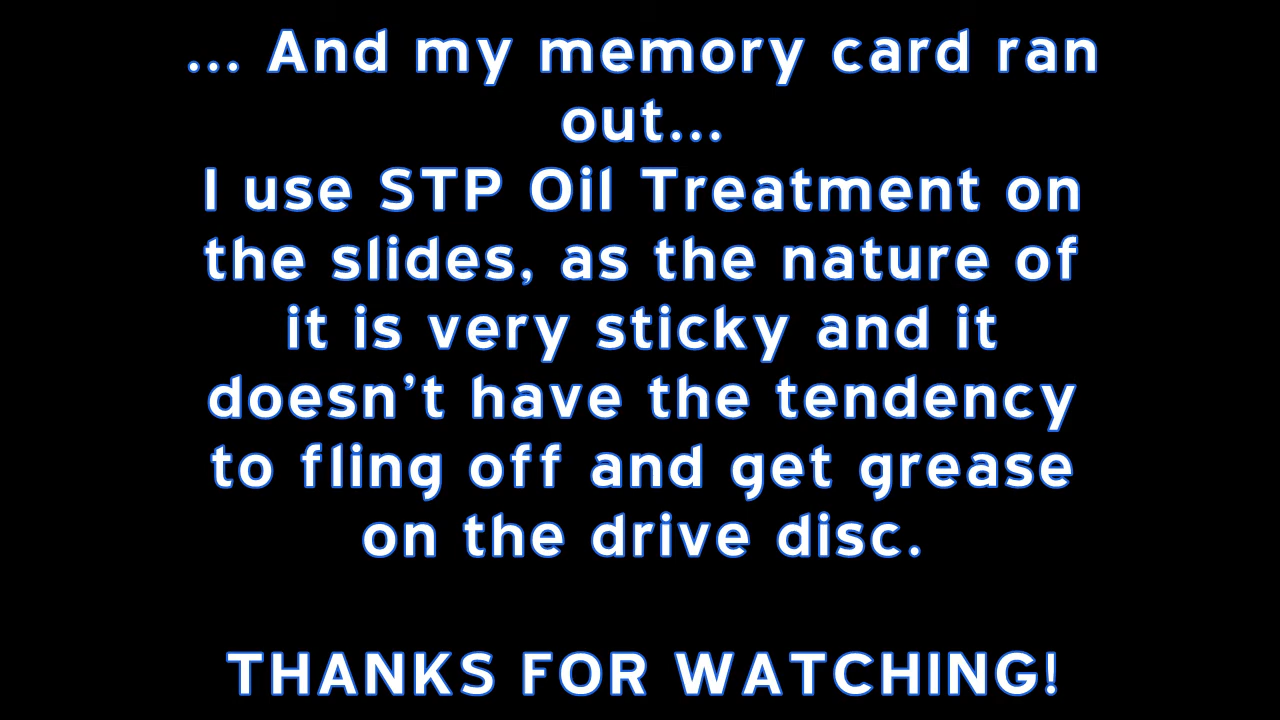 ... And my memory card ran
out...
I use STP Oil Treatment on
the slides, as the nature of
it is very sticky and it
doesn't have the tendency
to fling off and get grease
on the drive disc.
THANKS FOR WATCHING!